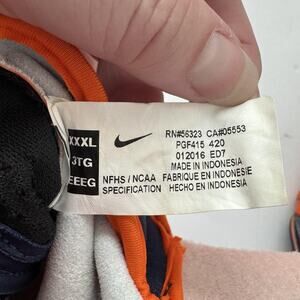 XXXL
3TG
EEEG
RN#56323 CA#05553
PGF415 420
012016 ED7
MADE IN INDONESIA
NFHS / NCAA FABRIQUE EN INDONESIE
SPECIFICATION HECHO EN INDONESIA